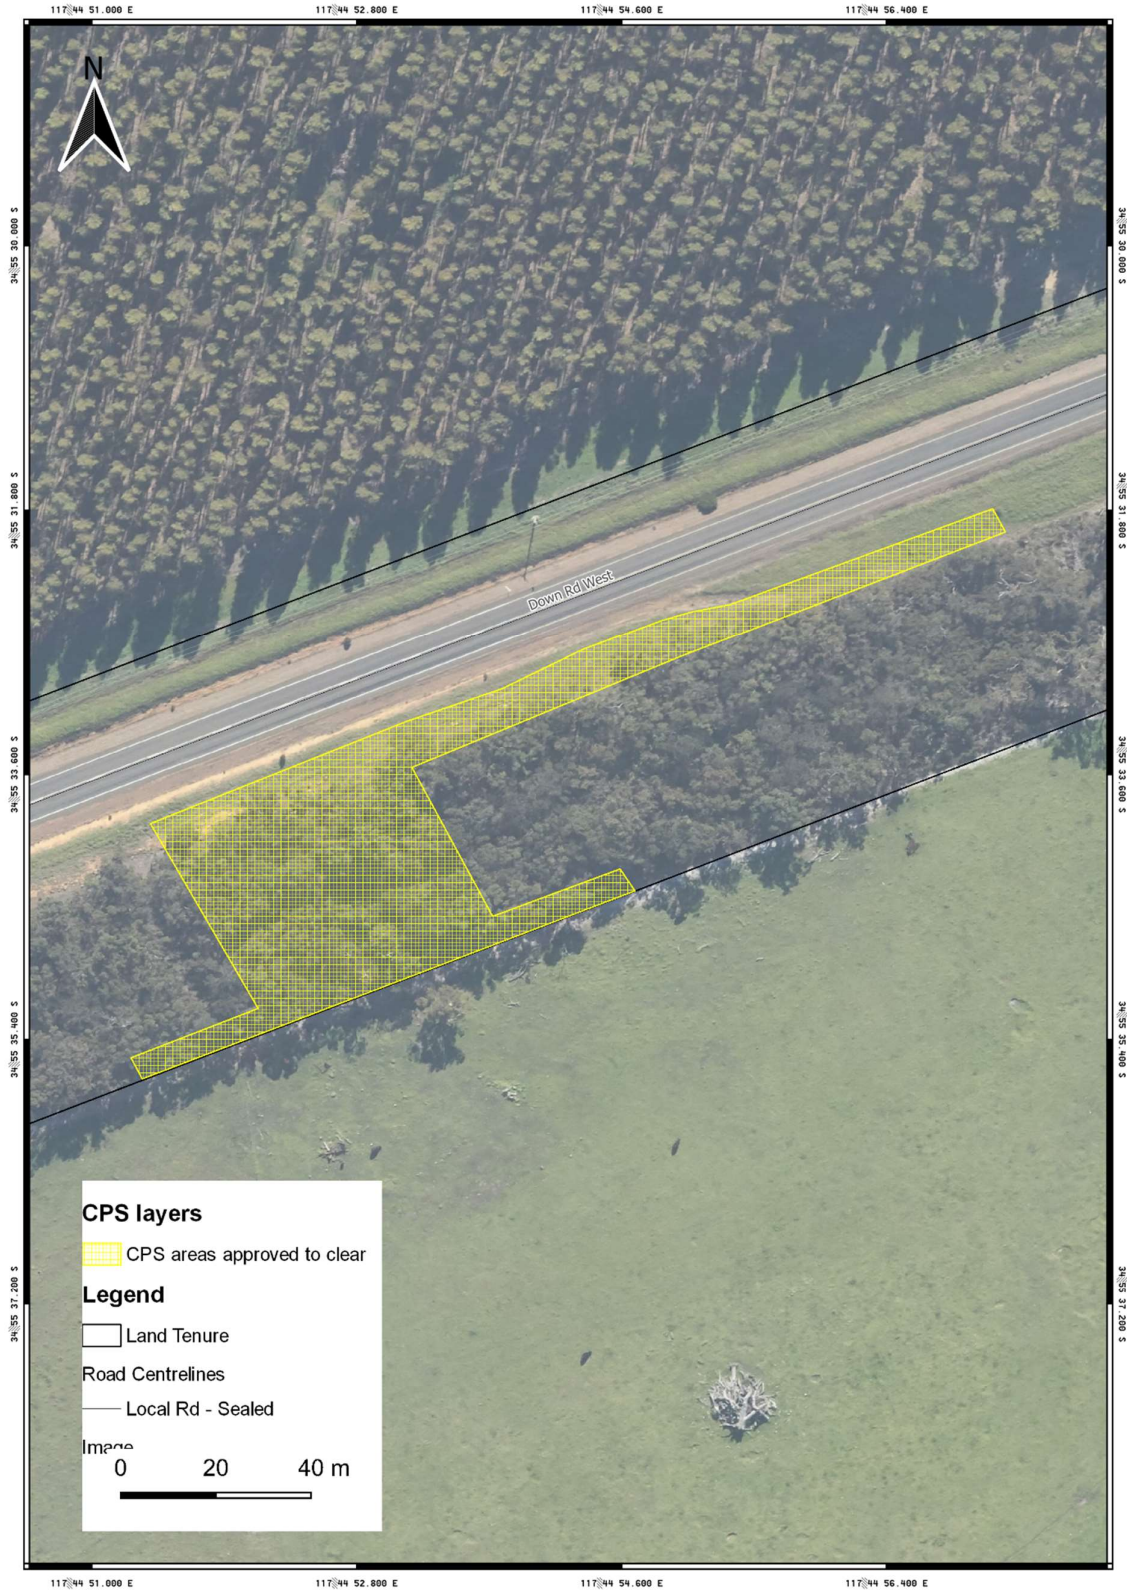 117 44 51.000 E 117 44 52.800 E 117 44 54.600 E 117 44 56.400 E
N
34 55 30.000 S 34 55 30.000 S
34 55 31.800 S 34 55 31.800 S
Down Rd West
34 55 33.600 S 34 55 33.600 S
34 55 35.400 S 34 55 35.400 S
CPS layers
CPS areas approved to clear
34 55 37.200 S 34 55 37.200 S
Legend
Land Tenure
Road Centrelines
Local Rd - Sealed
Image
0 20 40 m
117 44 51.000 E 117 44 52.800 E 117 44 54.600 E 117 44 56.400 E